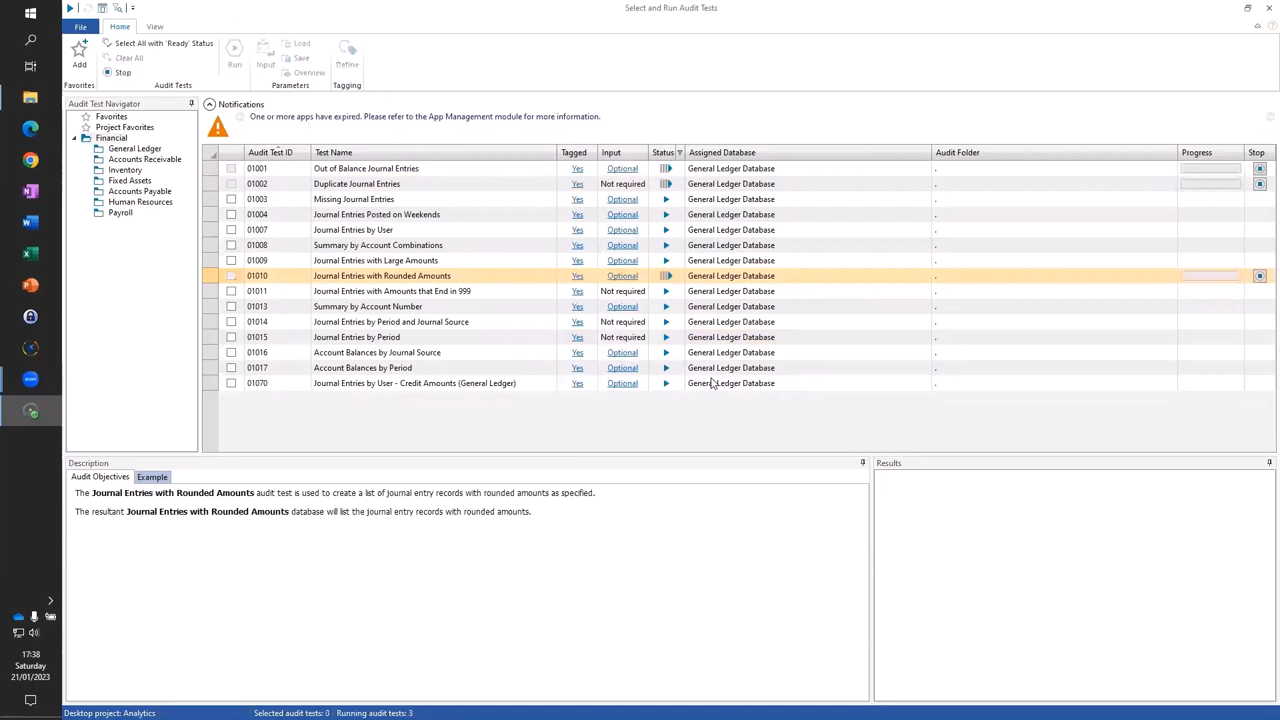 Select and Run Audit Tests
File Home View
Add
Favorites
Select All with 'Ready' Status
Clear All
Stop
Audit Tests
Run
Input
Load
Save
Overview
Parameters
Define
Tagging
Audit Test Navigator
Favorites
Project Favorites
Financial
General Ledger
Accounts Receivable
Inventory
Fixed Assets
Accounts Payable
Human Resources
Payroll
Notifications
One or more apps have expired. Please refer to the App Management module for more information.
Audit Test ID Test Name Tagged Input Status Assigned Database Audit Folder Progress Stop
01001 Out of Balance Journal Entries Yes Optional General Ledger Database .
01002 Duplicate Journal Entries Yes Not required General Ledger Database .
01003 Missing Journal Entries Yes Optional General Ledger Database .
01004 Journal Entries Posted on Weekends Yes Optional General Ledger Database .
01007 Journal Entries by User Yes Optional General Ledger Database .
01008 Summary by Account Combinations Yes Optional General Ledger Database .
01009 Journal Entries with Large Amounts Yes Optional General Ledger Database .
01010 Journal Entries with Rounded Amounts Yes Optional General Ledger Database .
01011 Journal Entries with Amounts that End in 999 Yes Not required General Ledger Database .
01013 Summary by Account Number Yes Optional General Ledger Database .
01014 Journal Entries by Period and Journal Source Yes Not required General Ledger Database .
01015 Journal Entries by Period Yes Not required General Ledger Database .
01016 Account Balances by Journal Source Yes Optional General Ledger Database .
01017 Account Balances by Period Yes Optional General Ledger Database .
01070 Journal Entries by User - Credit Amounts (General Ledger) Yes Optional General Ledger Database .
Description
Audit Objectives Example
The Journal Entries with Rounded Amounts audit test is used to create a list of journal entry records with rounded amounts as specified.
The resultant Journal Entries with Rounded Amounts database will list the journal entry records with rounded amounts.
Results
17:38
Saturday
21/01/2023
Desktop project: Analytics Selected audit tests: 0 Running audit tests: 3